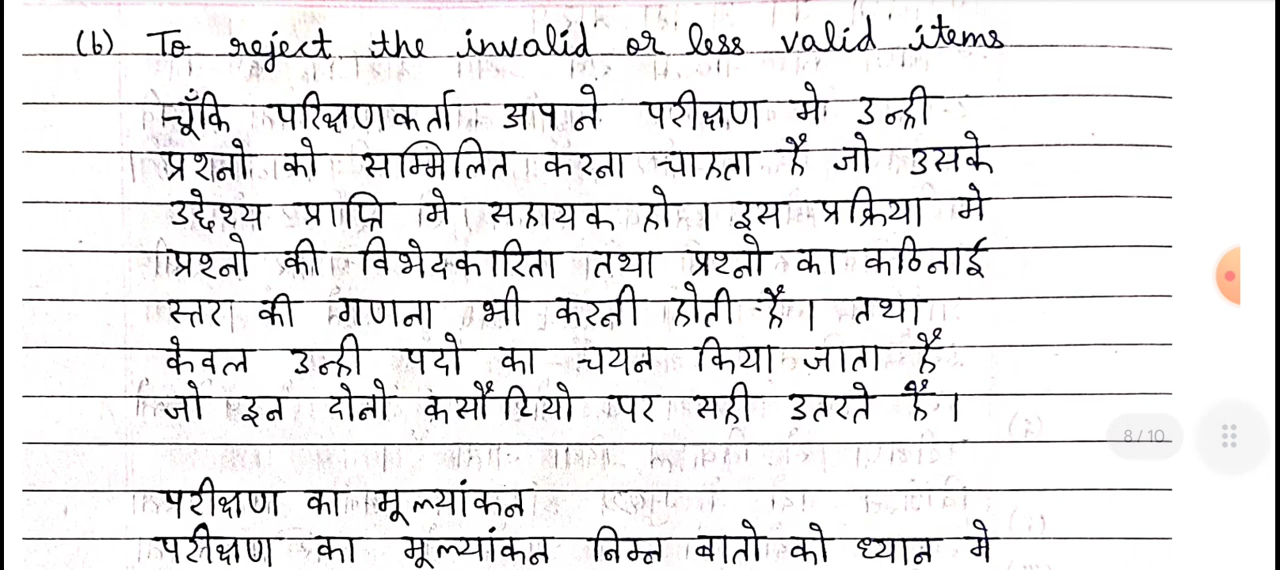 (b) To reject the invalid or less valid items
चूँकि परिक्षणकर्ता अपने परीक्षण मे उन्ही
प्रशनो को सम्मिलित करना चाहता है जो उसके
उद्देश्य प्राप्ति मे सहायक हो। इस प्रक्रिया मे
प्रश्नो की विभेदकारिता तथा प्रश्नो का कठिनाई
स्तर की गणना भी करनी होती है। तथा
केवल उन्ही पदो का चयन किया जाता है
जो इन दोनो कसौटियो पर सही उतरते है।
8/10
परीक्षण का मूल्यांकन
परीक्षण का मूल्यांकन निम्न बातो को ध्यान मे